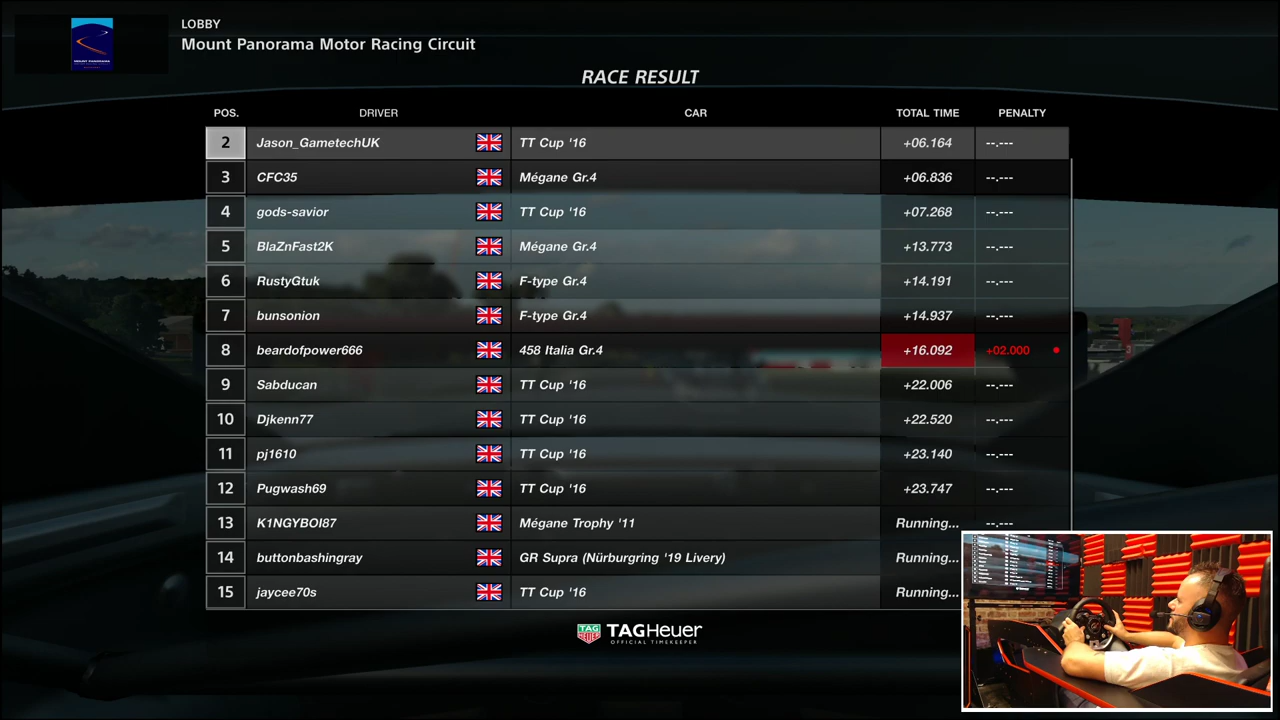 LOBBY
Mount Panorama Motor Racing Circuit
MOUNT PANORAMA
RACE RESULT
POS. DRIVER CAR TOTAL TIME PENALTY
2 Jason_GametechUK TT Cup '16 +06.164 --.---
3 CFC35 Mégane Gr.4 +06.836 --.---
4 gods-savior TT Cup '16 +07.268 --.---
5 BlaZnFast2K Mégane Gr.4 +13.773 --.---
6 RustyGtuk F-type Gr.4 +14.191 --.---
7 bunsonion F-type Gr.4 +14.937 --.---
8 beardofpower666 458 Italia Gr.4 +16.092 +02.000
9 Sabducan TT Cup '16 +22.006 --.---
10 Djkenn77 TT Cup '16 +22.520 --.---
11 pj1610 TT Cup '16 +23.140 --.---
12 Pugwash69 TT Cup '16 +23.747 --.---
13 K1NGYBOI87 Mégane Trophy '11 Running... --.---
14 buttonbashingray GR Supra (Nürburgring '19 Livery) Running...
15 jaycee70s TT Cup '16 Running...
TAG HEUER TAGHeuer
OFFICIAL TIMEKEEPER